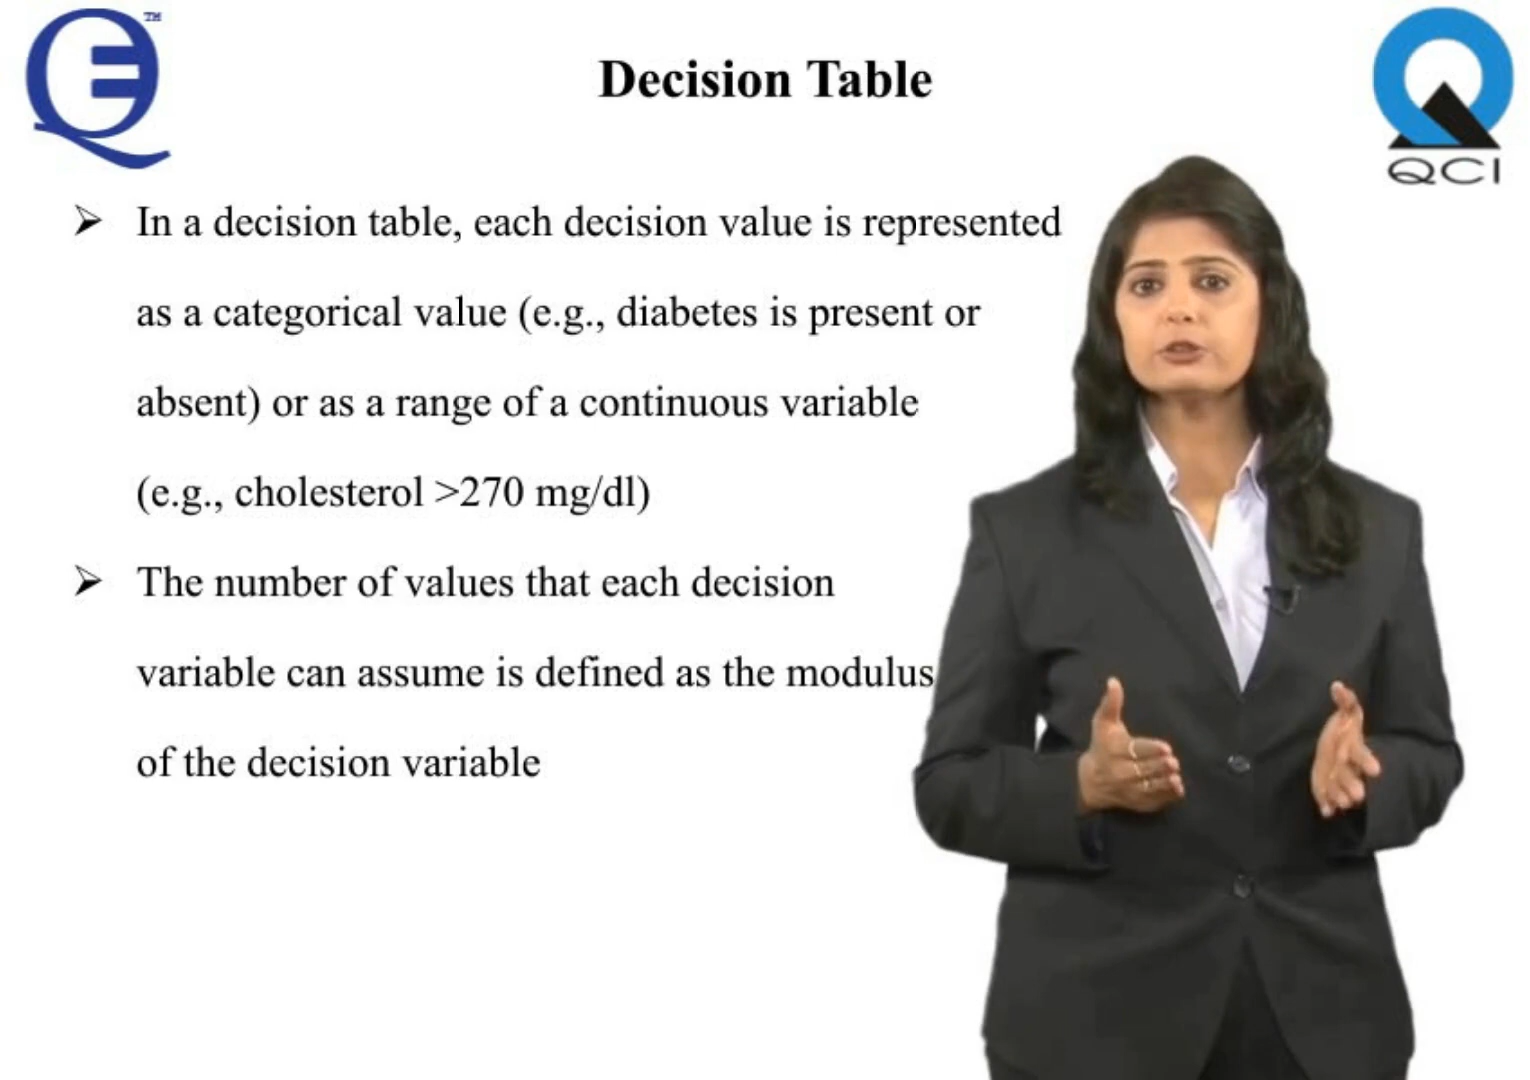 TM
QE
Decision Table
QCI
➢ In a decision table, each decision value is represented
as a categorical value (e.g., diabetes is present or
absent) or as a range of a continuous variable
(e.g., cholesterol >270 mg/dl)
➢ The number of values that each decision
variable can assume is defined as the modulus
of the decision variable